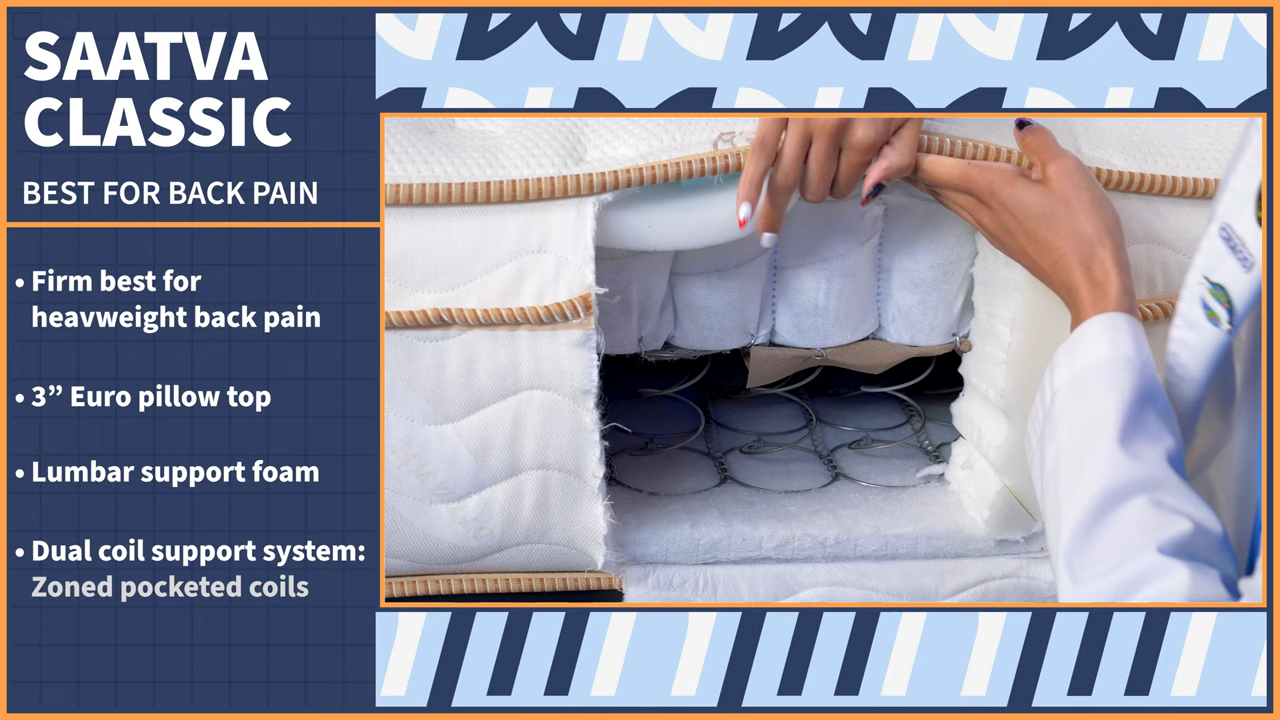 SAATVA
CLASSIC
BEST FOR BACK PAIN
• Firm best for
heavweight back pain
• 3” Euro pillow top
• Lumbar support foam
• Dual coil support system:
Zoned pocketed coils